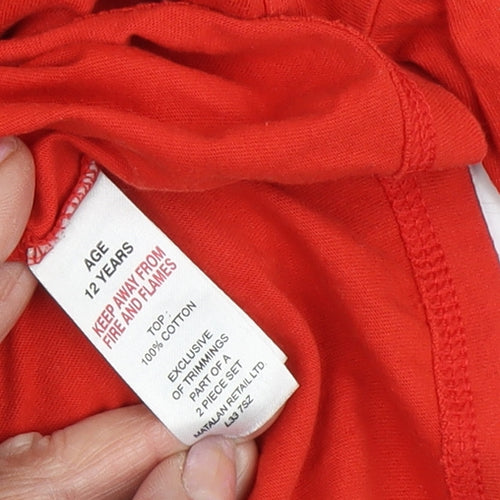 AGE
12 YEARS
KEEP AWAY FROM
FIRE AND FLAMES
TOP:
100% COTTON
EXCLUSIVE
OF TRIMMINGS
PART OF A
2 PIECE SET
MATALAN RETAIL LTD.
L33 7SZ